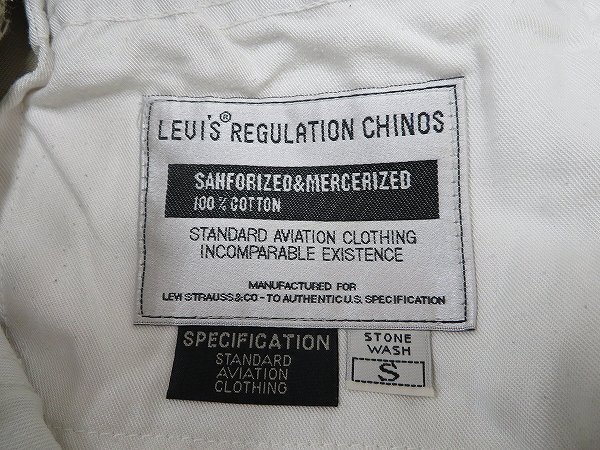 LEVI'S® REGULATION CHINOS
SANFORIZED&MERCERIZED
100% COTTON
STANDARD AVIATION CLOTHING
INCOMPARABLE EXISTENCE
MANUFACTURED FOR
LEVI STRAUSS&CO-TO AUTHENTIC U.S. SPECIFICATION
SPECIFICATION
STANDARD
AVIATION
CLOTHING
STONE
WASH
S